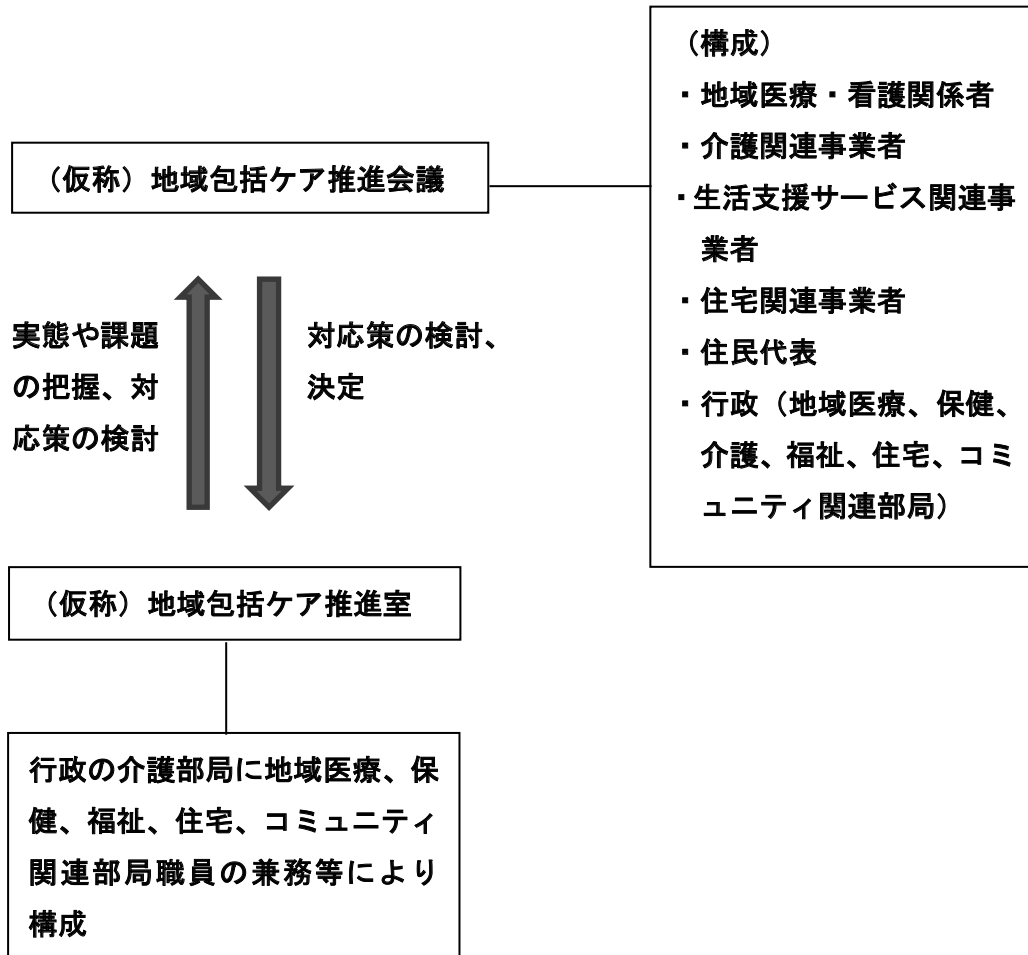 （仮称）地域包括ケア推進会議
（構成）
・地域医療・看護関係者
・介護関連事業者
・生活支援サービス関連事
業者
・住宅関連事業者
・住民代表
・行政（地域医療、保健、
介護、福祉、住宅、コミ
ュニティ関連部局）
実態や課題
の把握、対
応策の検討
対応策の検討、
決定
（仮称）地域包括ケア推進室
行政の介護部局に地域医療、保
健、福祉、住宅、コミュニティ
関連部局職員の兼務等により
構成